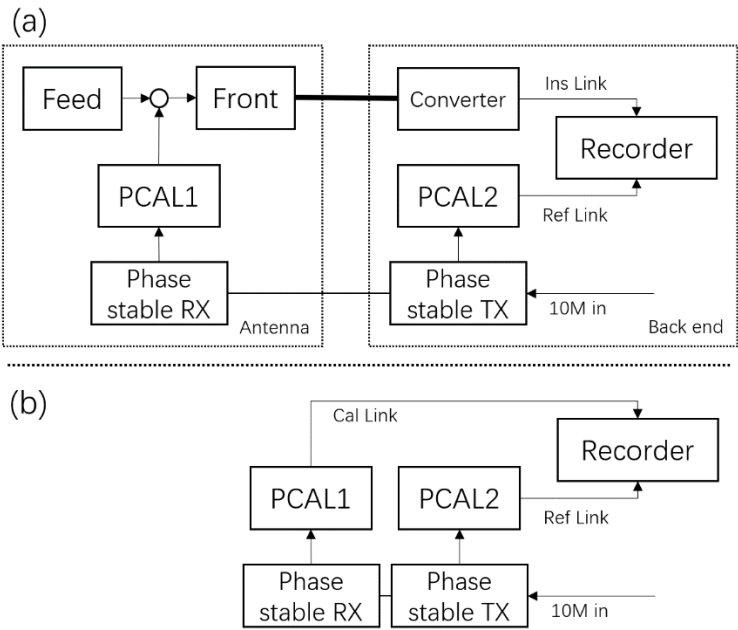 (a)
Feed
Front
Converter
Ins Link
Recorder
PCAL1
PCAL2
Ref Link
Phase
stable RX
Phase
stable TX
10M in
Antenna
Back end
(b)
Cal Link
Recorder
PCAL1
PCAL2
Ref Link
Phase
stable RX
Phase
stable TX
10M in